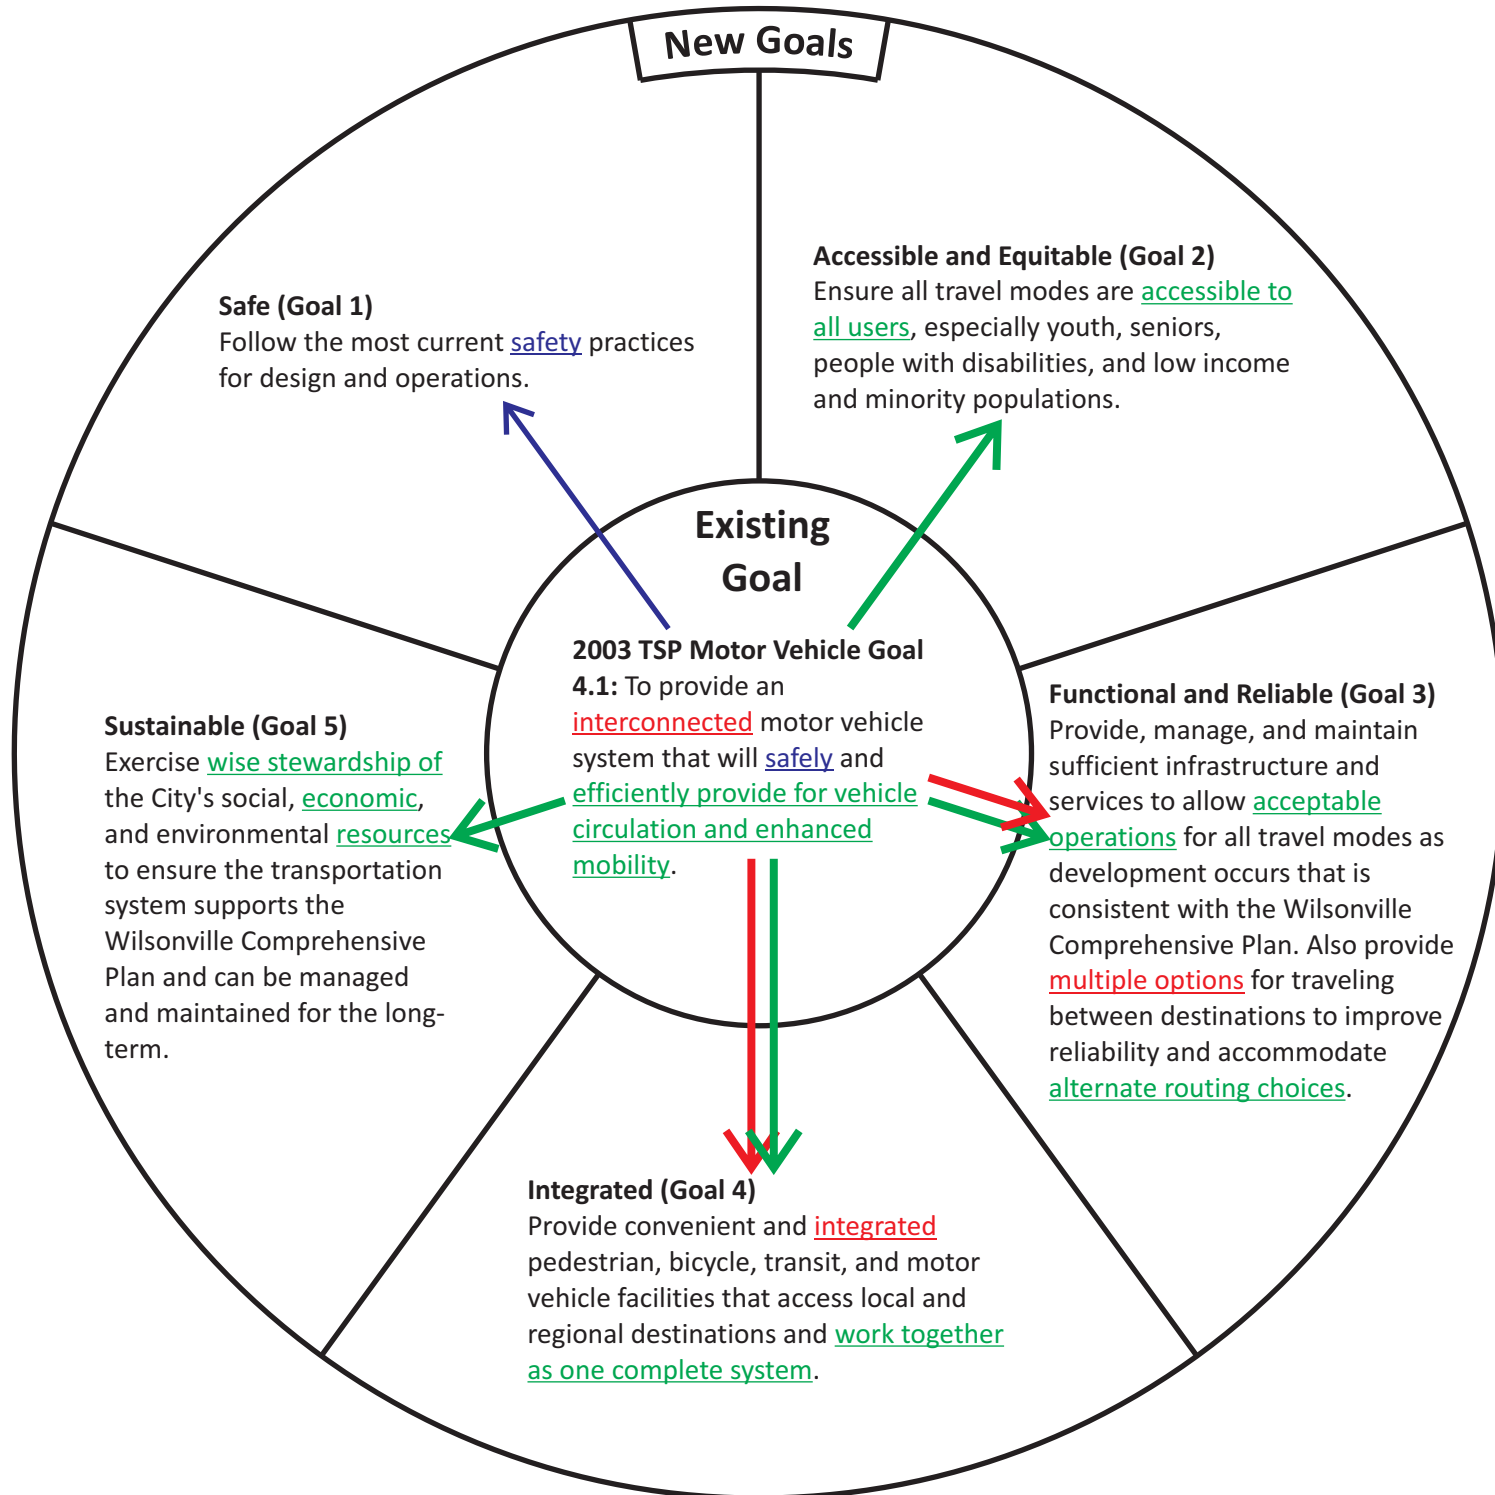 New Goals
Safe (Goal 1)
Follow the most current safety practices
for design and operations.
Accessible and Equitable (Goal 2)
Ensure all travel modes are accessible to
all users, especially youth, seniors,
people with disabilities, and low income
and minority populations.
Existing
Goal
2003 TSP Motor Vehicle Goal
4.1: To provide an
interconnected motor vehicle
system that will safely and
efficiently provide for vehicle
circulation and enhanced
mobility.
Functional and Reliable (Goal 3)
Provide, manage, and maintain
sufficient infrastructure and
services to allow acceptable
operations for all travel modes as
development occurs that is
consistent with the Wilsonville
Comprehensive Plan. Also provide
multiple options for traveling
between destinations to improve
reliability and accommodate
alternate routing choices.
Sustainable (Goal 5)
Exercise wise stewardship of
the City's social, economic,
and environmental resources
to ensure the transportation
system supports the
Wilsonville Comprehensive
Plan and can be managed
and maintained for the long-
term.
Integrated (Goal 4)
Provide convenient and integrated
pedestrian, bicycle, transit, and motor
vehicle facilities that access local and
regional destinations and work together
as one complete system.